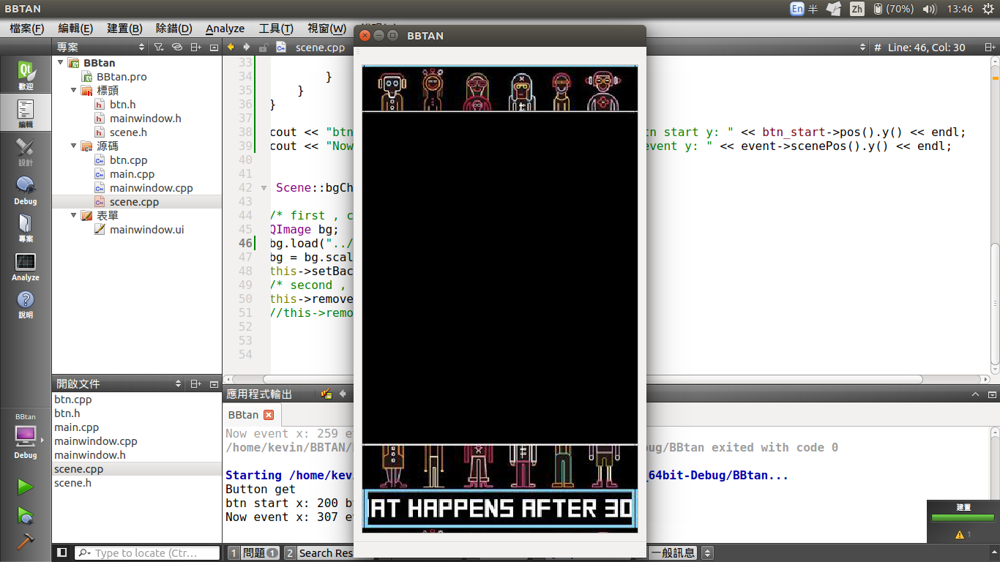 BBTAN
En 半 Zh (70%) 13:46
檔案(F) 編輯(E) 建置(B) 除錯(D) Analyze 工具(T) 視窗(W)
BBTAN
專案
scene.cpp
# Line: 46, Col: 30
歡迎
編輯
設計
Debug
專案
Analyze
說明
BBtan
BBtan.pro
標頭
btn.h
mainwindow.h
scene.h
源碼
btn.cpp
main.cpp
mainwindow.cpp
scene.cpp
表單
mainwindow.ui
33
34 }
35 }
36 }
37
38 cout << "btn start y: " << btn_start->pos().y() << endl;
39 cout << "Now event y: " << event->scenePos().y() << endl;
40
41
42 Scene::bgCh
43
44 /* first , c
45 QImage bg;
46 bg.load("../
47 bg = bg.scal
48 this->setBac
49 /* second ,
50 this->remove
51 //this->remo
52
53
54
開啟文件
btn.cpp
btn.h
main.cpp
mainwindow.cpp
mainwindow.h
scene.cpp
scene.h
應用程式輸出
BBtan
Now event x: 259 e
/home/kevin/BBTAN/ ug/BBtan exited with code 0
Starting /home/kev _64bit-Debug/BBtan...
Button get
btn start x: 200 b
Now event x: 307 e
AT HAPPENS AFTER 30
BBtan
Debug
建置
1
Type to locate (Ctr...
1 問題 1 2 Search Res 一般訊息